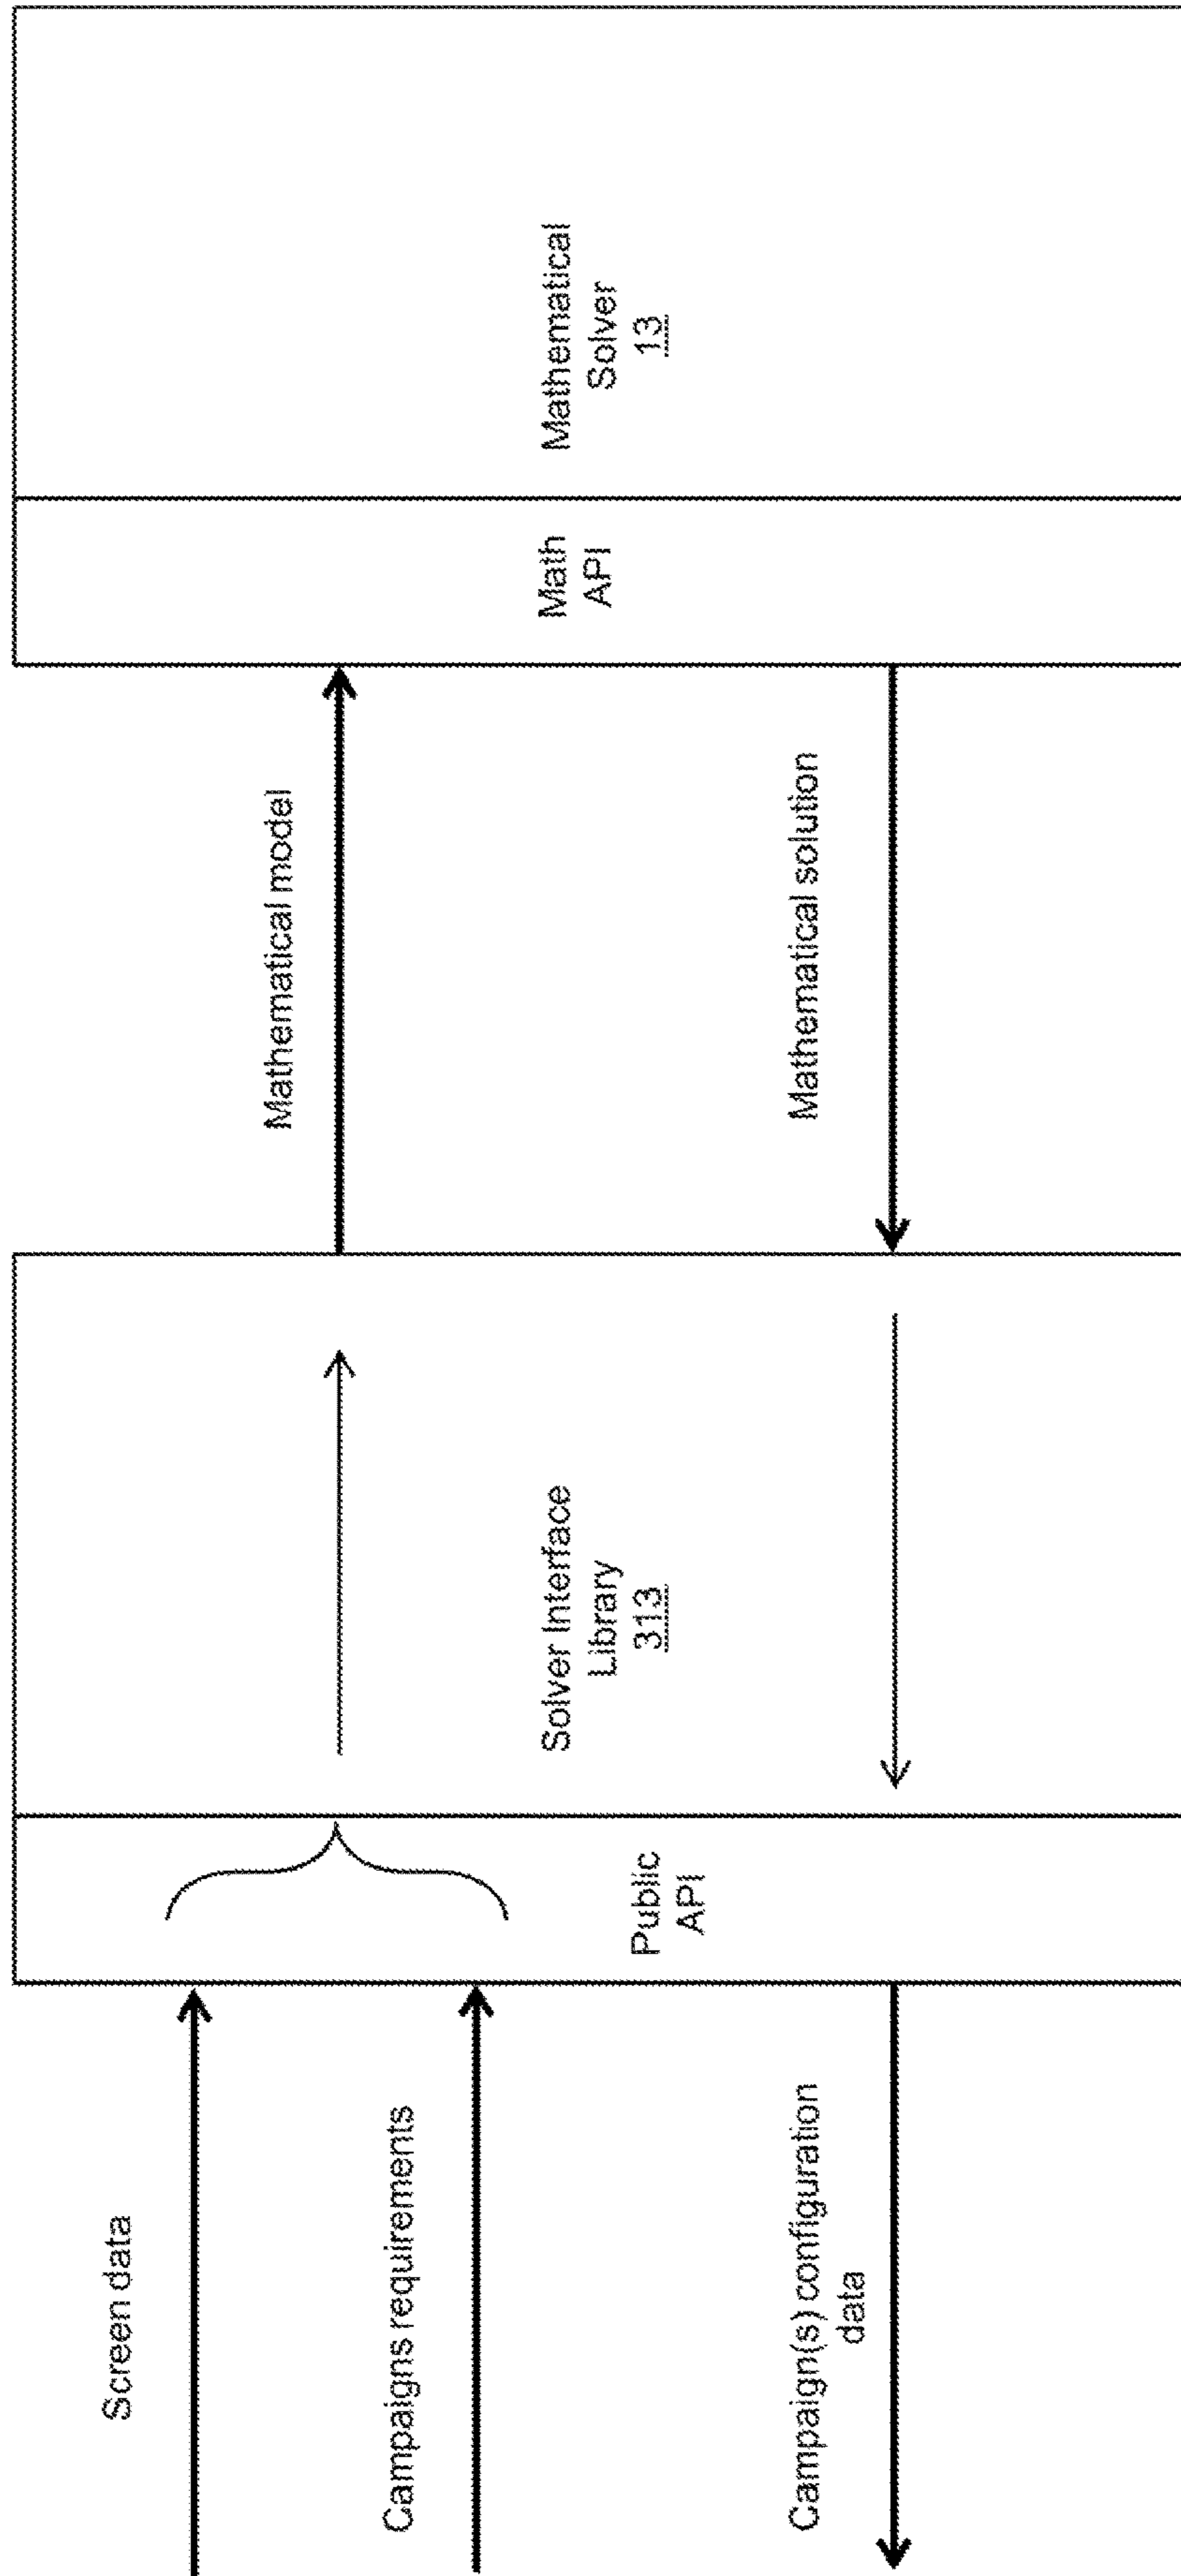 Screen data
Campaigns requirements
Campaign(s) configuration
data
Public
API
Solver Interface
Library
313
Mathematical model
Mathematical solution
Math
API
Mathematical
Solver
13